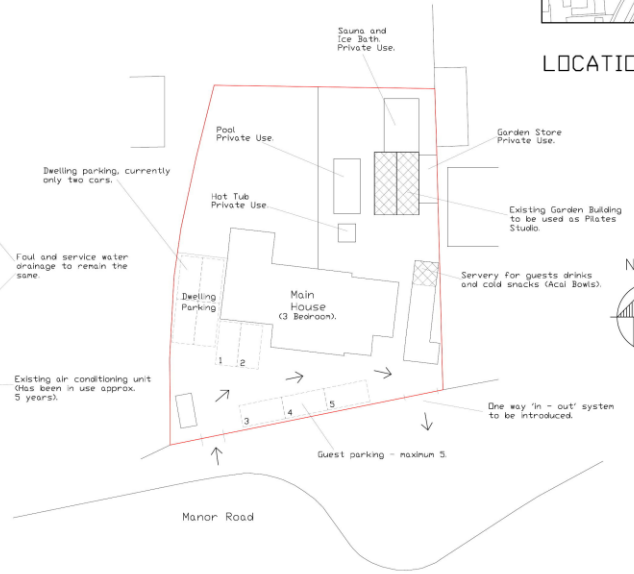 Sauna and
Ice Bath.
Private Use.
LOCATIO
Pool
Private Use.
Garden Store
Private Use.
Dwelling parking, currently
only two cars.
Hot Tub
Private Use
Existing Garden Building
to be used as Pilates
Studio.
Foul and service water
drainage to remain the
same.
N
Servery for guests drinks
and cold snacks (Acai Bowls).
Dwelling
Parking
Main
House
(3 Bedroom).
1 2
Existing air conditioning unit
(Has been in use approx.
5 years).
3 4 5
One way 'in - out' system
to be introduced.
Guest parking - maximum 5.
Manor Road